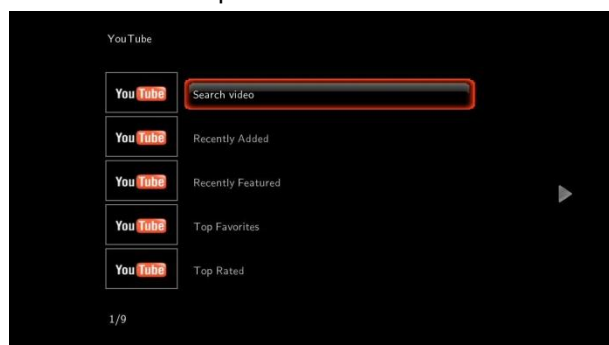 YouTube
You Tube Search video
You Tube Recently Added
You Tube Recently Featured
You Tube Top Favorites
You Tube Top Rated
1/9